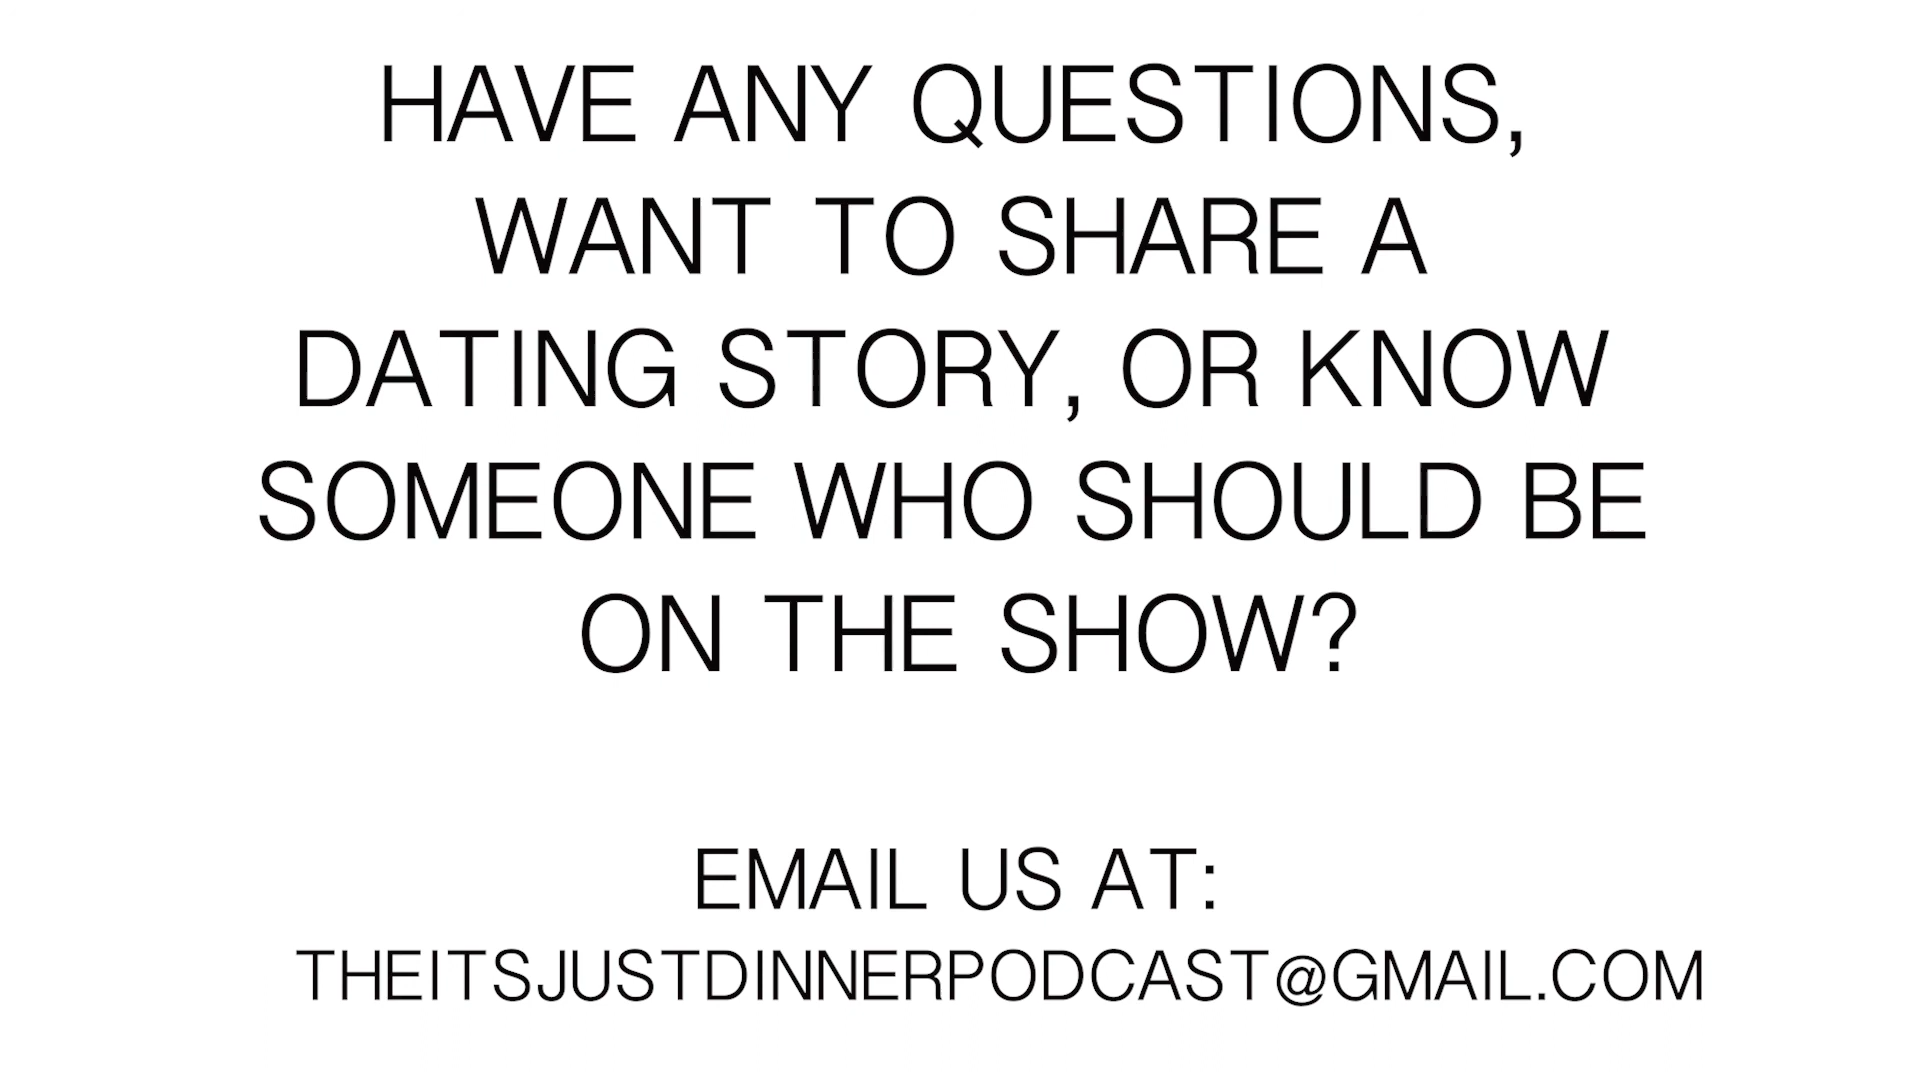 HAVE ANY QUESTIONS,
WANT TO SHARE A
DATING STORY, OR KNOW
SOMEONE WHO SHOULD BE
ON THE SHOW?
EMAIL US AT:
THEITSJUSTDINNERPODCAST@GMAIL.COM